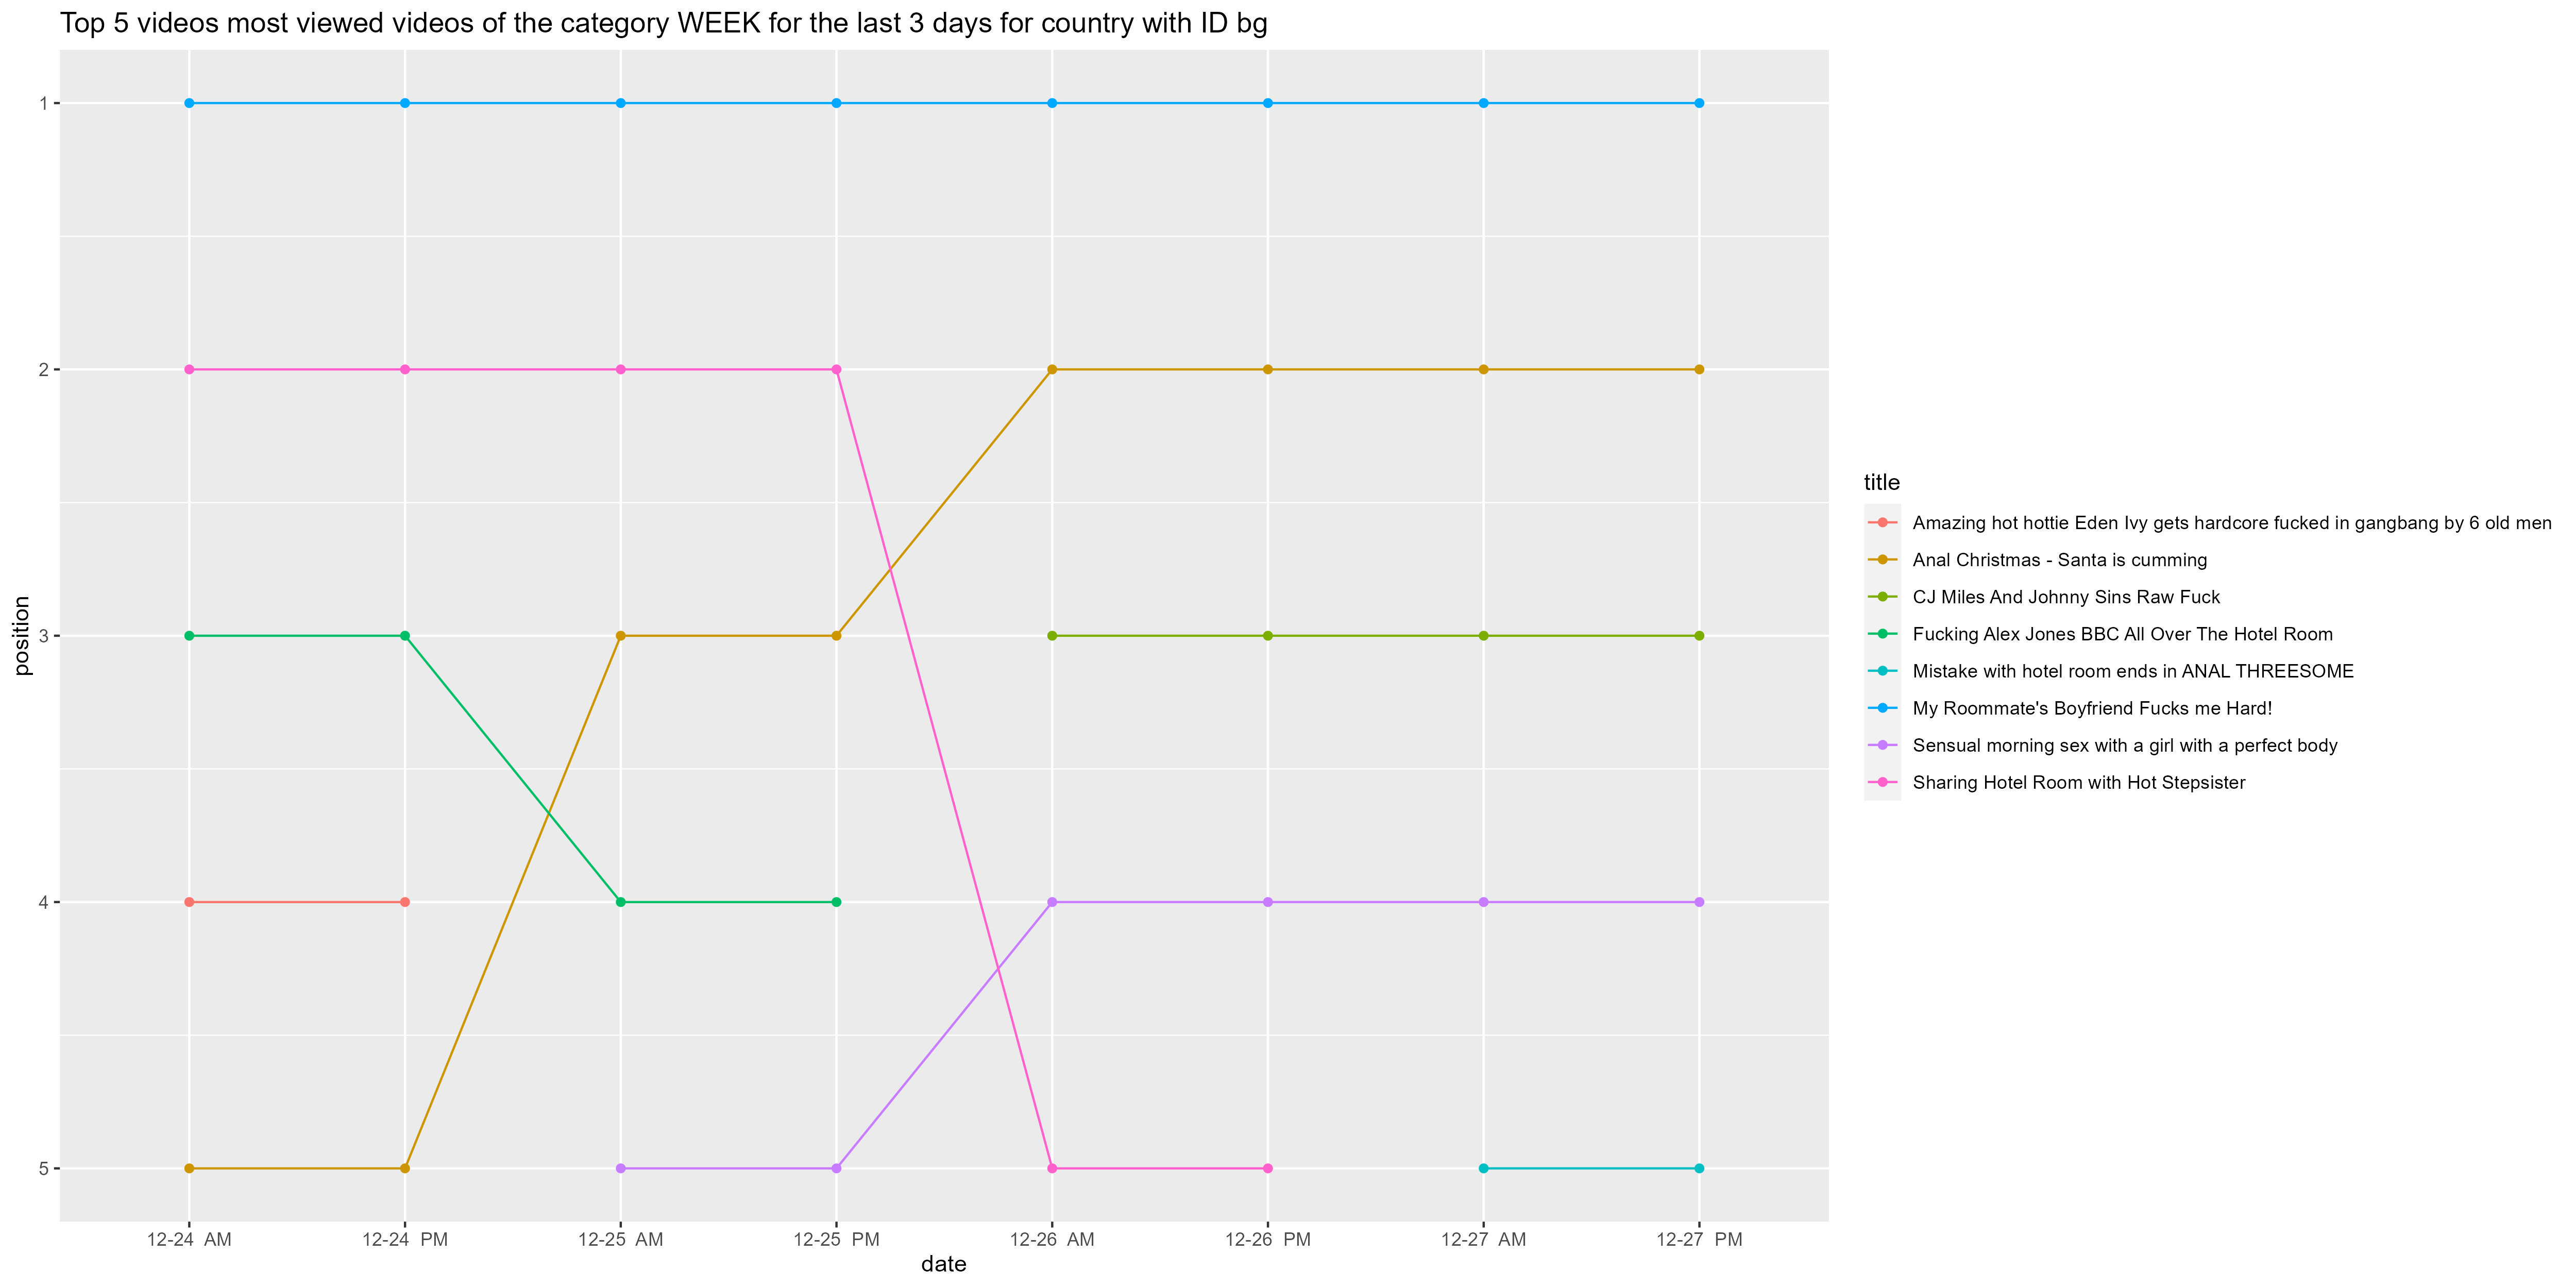 Top 5 videos most viewed videos of the category WEEK for the last 3 days for country with ID bg
position
1
2
3
4
5
12-24 AM
12-24 PM
12-25 AM
12-25 PM
12-26 AM
12-26 PM
12-27 AM
12-27 PM
date
title
Amazing hot hottie Eden Ivy gets hardcore fucked in gangbang by 6 old men
Anal Christmas - Santa is cumming
CJ Miles And Johnny Sins Raw Fuck
Fucking Alex Jones BBC All Over The Hotel Room
Mistake with hotel room ends in ANAL THREESOME
My Roommate's Boyfriend Fucks me Hard!
Sensual morning sex with a girl with a perfect body
Sharing Hotel Room with Hot Stepsister